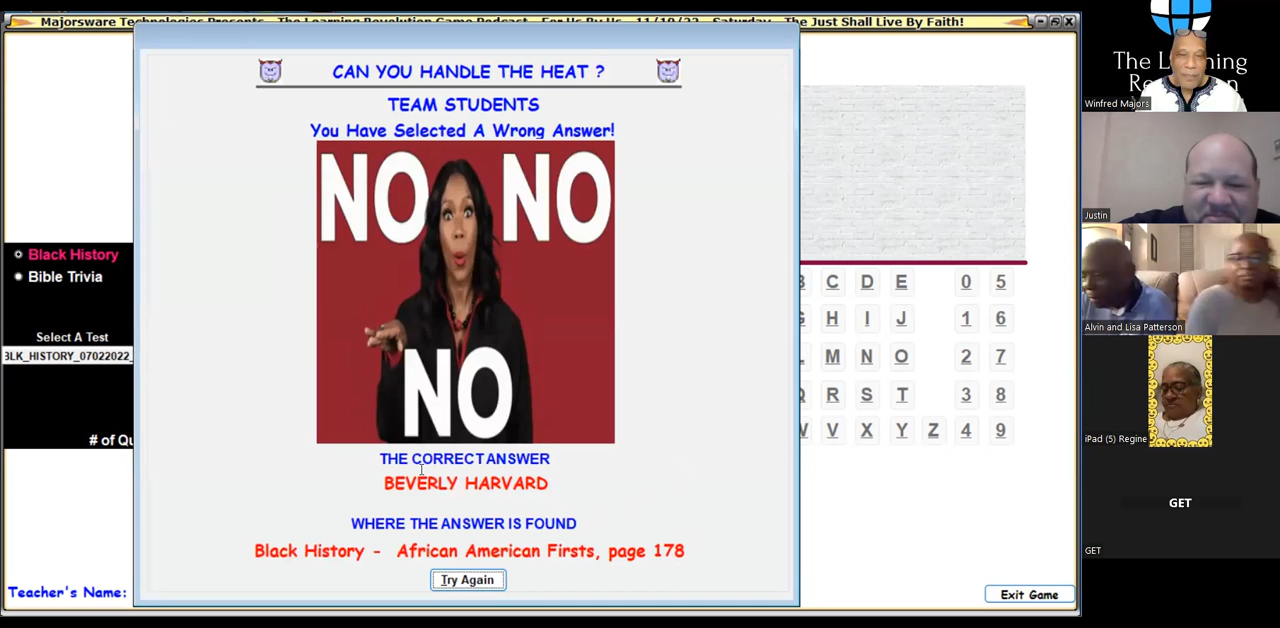 Majorsware Technologies Presents - The Learning Revolution Game Podcast - For Us By Us - 11/19/22 - Saturday - The Just Shall Live By Faith!
CAN YOU HANDLE THE HEAT ?
TEAM STUDENTS
You Have Selected A Wrong Answer!
NO NO
NO
THE CORRECT ANSWER
BEVERLY HARVARD
WHERE THE ANSWER IS FOUND
Black History - African American Firsts, page 178
Try Again
Black History
Bible Trivia
Select A Test
BLK_HISTORY_07022022_
# of Qu
Teacher's Name:
C D E 0 5
H I J 1 6
M N O 2 7
R S T 3 8
V X Y Z 4 9
Exit Game
The
Winfred Majors
Justin
Alvin and Lisa Patterson
iPad (5) Regine
GET
GET